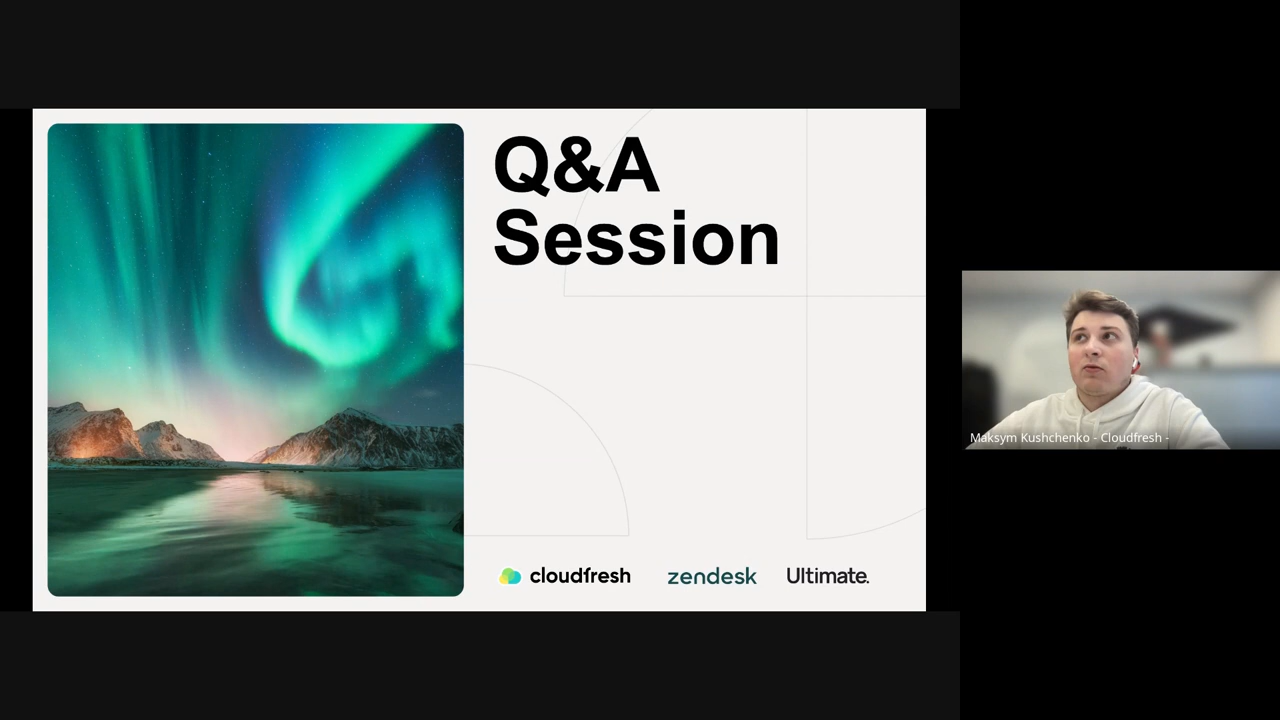 Q&A
Session
cloudfresh
zendesk
Ultimate.
Maksym Kushchenko - Cloudfresh -